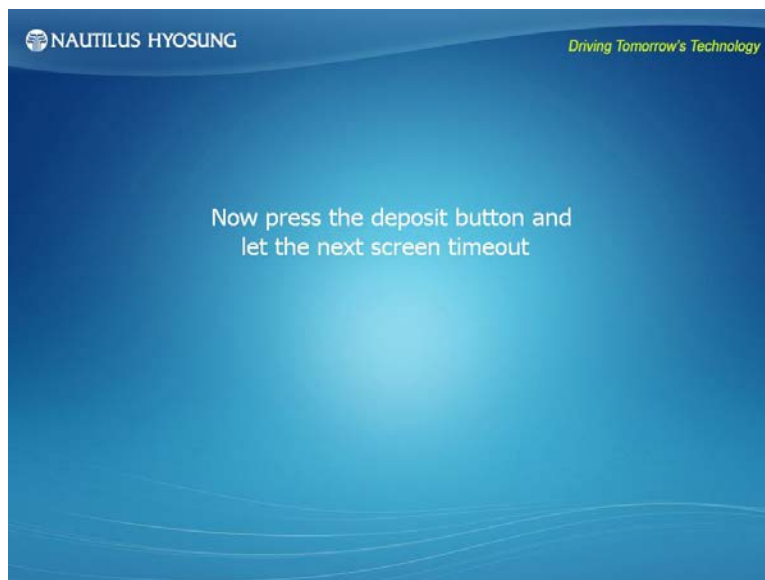 NAUTILUS HYOSUNG
Driving Tomorrow's Technology
Now press the deposit button and
let the next screen timeout